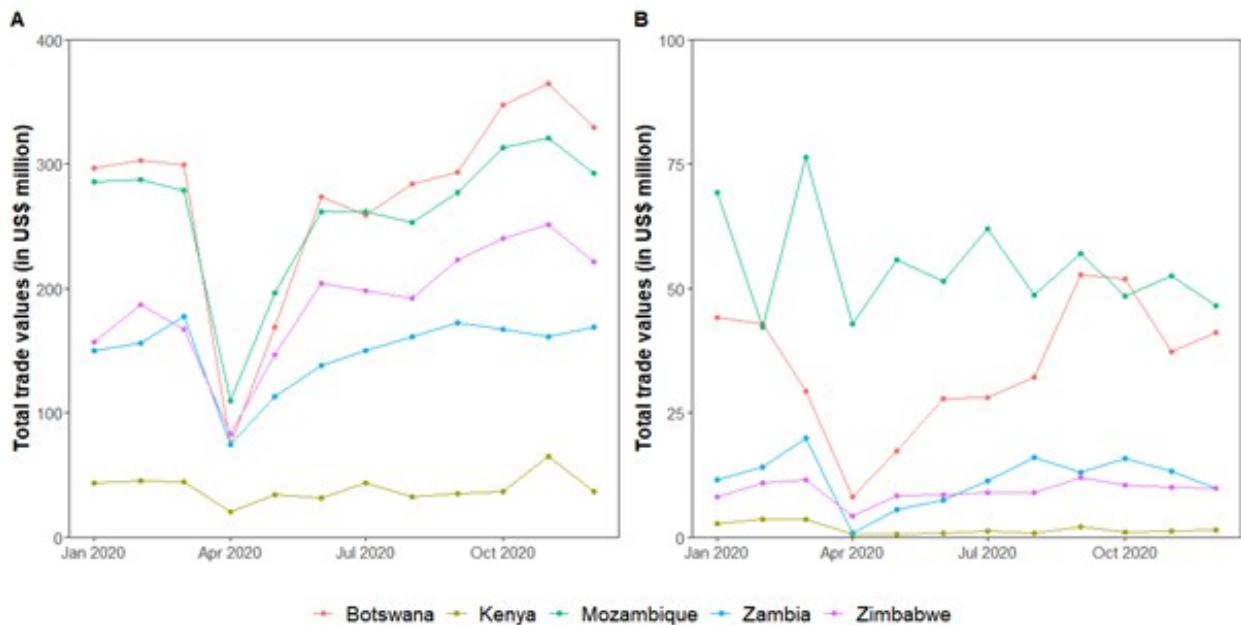 A
Total trade values (in US$ million)
400
300
200
100
0
Jan 2020 Apr 2020 Jul 2020 Oct 2020
B
Total trade values (in US$ million)
100
75
50
25
0
Jan 2020 Apr 2020 Jul 2020 Oct 2020
Botswana Kenya Mozambique Zambia Zimbabwe